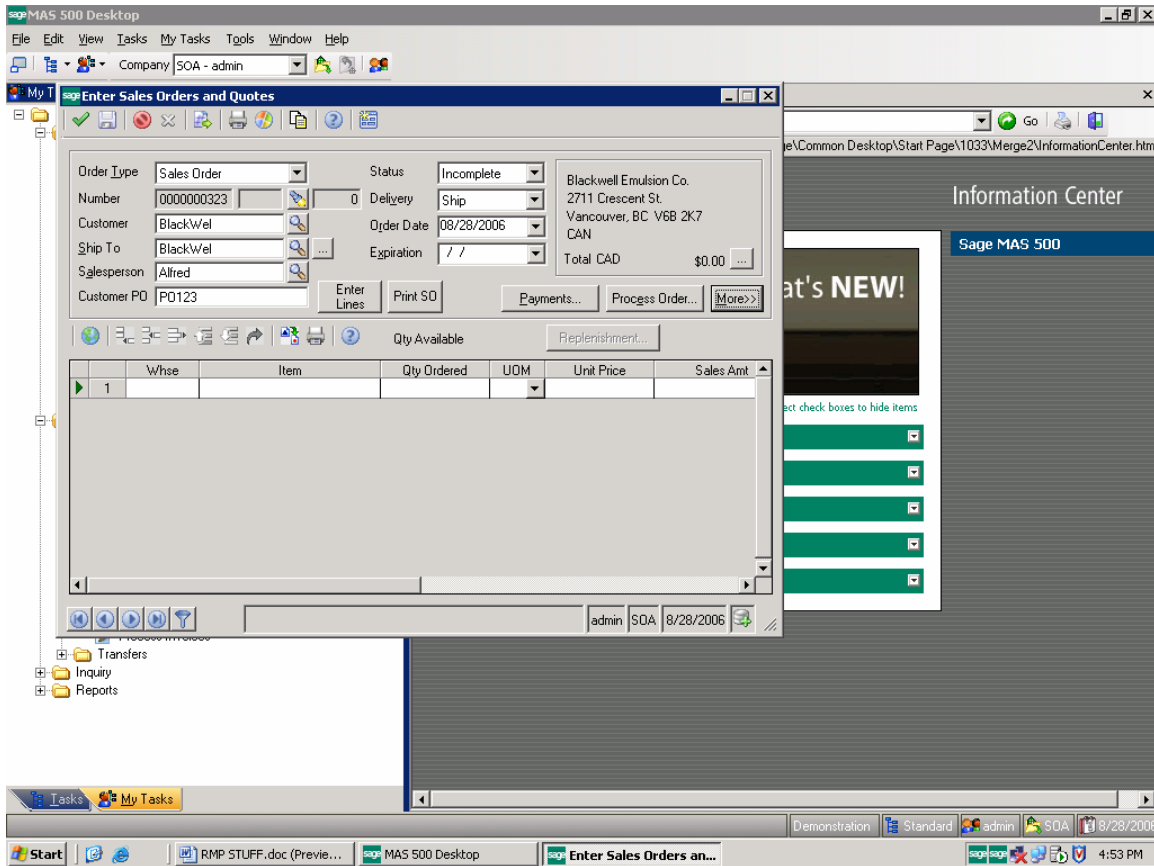 sage MAS 500 Desktop
File Edit View Tasks My Tasks Tools Window Help
Company SOA - admin
My T
sage Enter Sales Orders and Quotes
Go
e\Common Desktop\Start Page\1033\Merge2\InformationCenter.htm
Order Type Sales Order Status Incomplete Blackwell Emulsion Co.
Number 0000000323 0 Delivery Ship 2711 Crescent St.
Customer BlackWel Order Date 08/28/2006 Vancouver, BC V6B 2K7
CAN
Ship To BlackWel ... Expiration / / Total CAD $0.00 ...
Salesperson Alfred
Customer PO PO123 Enter Lines Print SO Payments... Process Order... More>>
Information Center
Sage MAS 500
at's NEW!
Qty Available Replenishment...
Whse Item Qty Ordered UOM Unit Price Sales Amt
1
ect check boxes to hide items
admin SOA 8/28/2006
Transfers
Inquiry
Reports
Tasks My Tasks
Demonstration Standard admin SOA 8/28/2006
Start RMP STUFF.doc (Previe... sage MAS 500 Desktop sage Enter Sales Orders an... sage sage 4:53 PM